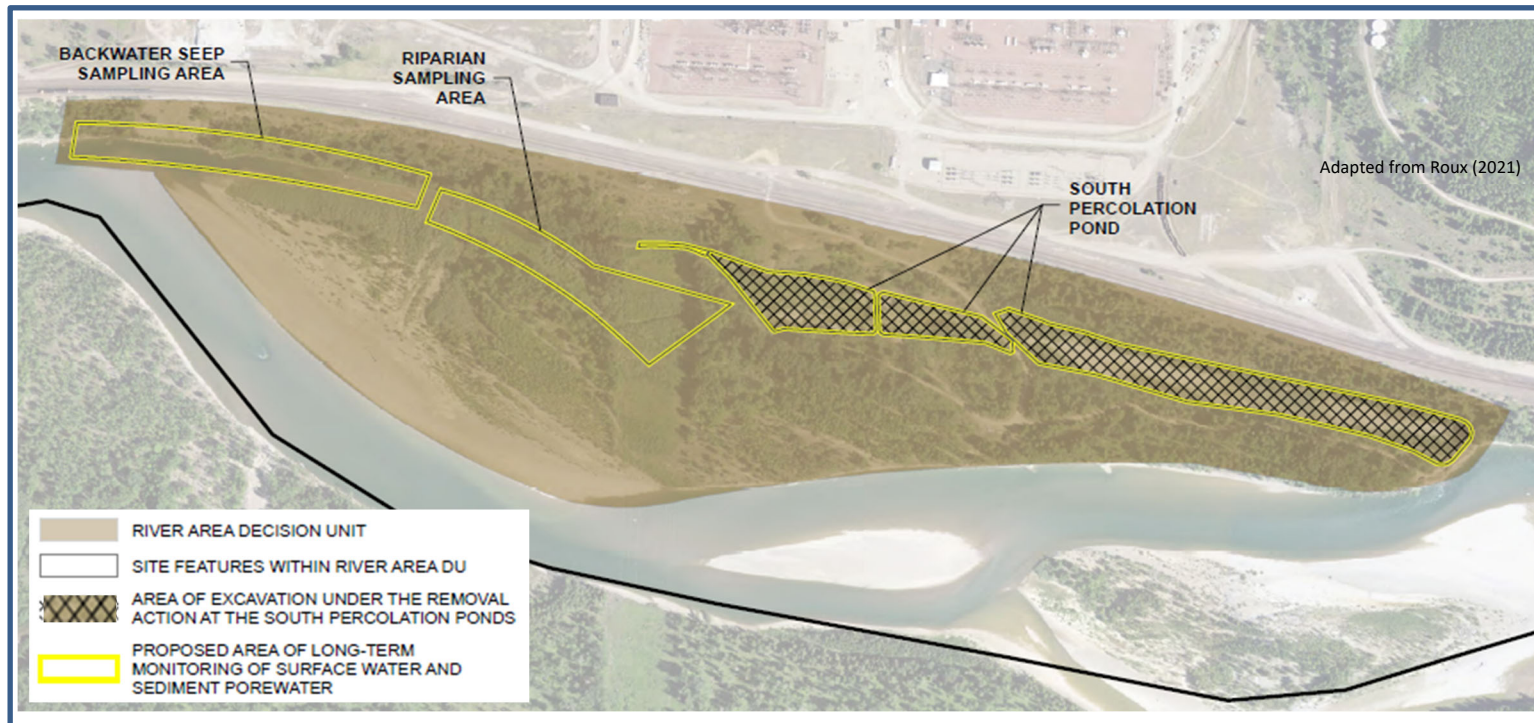 BACKWATER SEEP
SAMPLING AREA
RIPARIAN
SAMPLING
AREA
Adapted from Roux (2021)
SOUTH
PERCOLATION
POND
RIVER AREA DECISION UNIT
SITE FEATURES WITHIN RIVER AREA DU
AREA OF EXCAVATION UNDER THE REMOVAL
ACTION AT THE SOUTH PERCOLATION PONDS
PROPOSED AREA OF LONG-TERM
MONITORING OF SURFACE WATER AND
SEDIMENT POREWATER